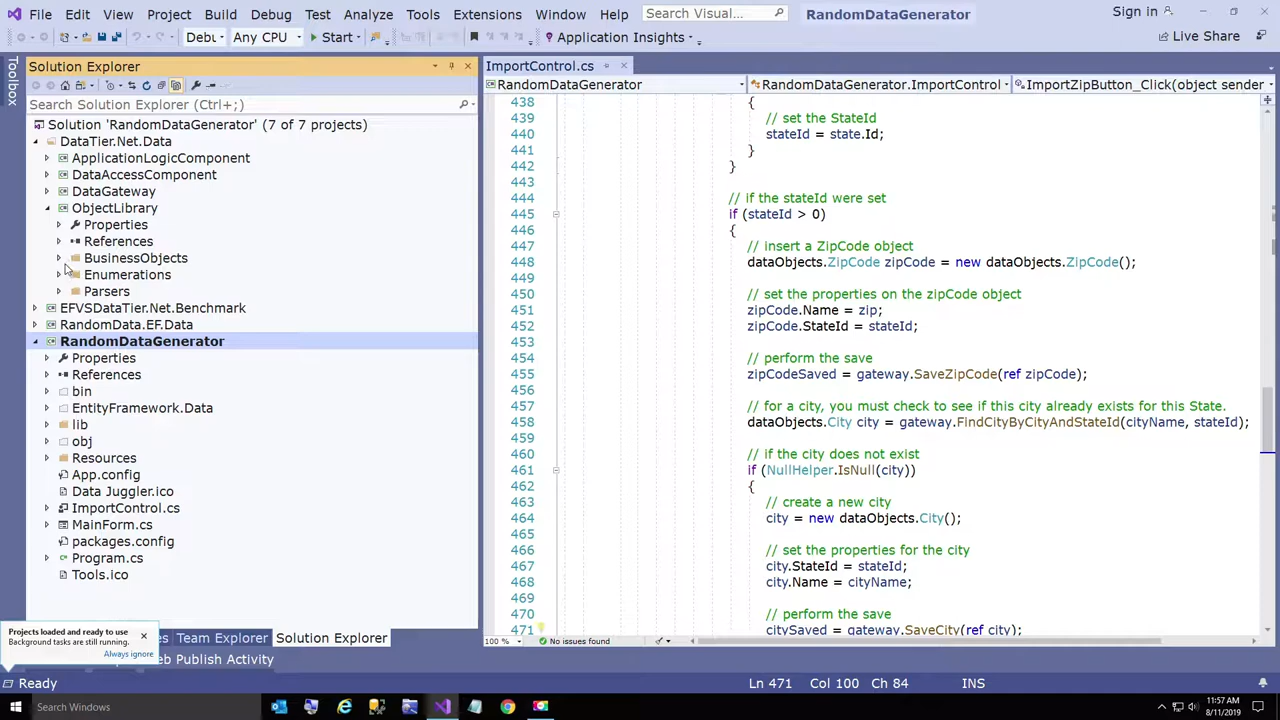 File Edit View Project Build Debug Test Analyze Tools Extensions Window Help Search Visual... RandomDataGenerator Sign in
Debu Any CPU Start Application Insights Live Share
Toolbox
Solution Explorer
Search Solution Explorer (Ctrl+;)
Solution 'RandomDataGenerator' (7 of 7 projects)
DataTier.Net.Data
ApplicationLogicComponent
DataAccessComponent
DataGateway
ObjectLibrary
Properties
References
BusinessObjects
Enumerations
Parsers
EFVSDataTier.Net.Benchmark
RandomData.EF.Data
RandomDataGenerator
Properties
References
bin
EntityFramework.Data
lib
obj
Resources
App.config
Data Juggler.ico
ImportControl.cs
MainForm.cs
packages.config
Program.cs
Tools.ico
Projects loaded and ready to use
Background tasks are still running.
Always ignore
Team Explorer Solution Explorer
eb Publish Activity
ImportControl.cs
RandomDataGenerator RandomDataGenerator.ImportControl ImportZipButton_Click(object sender
438 {
439 // set the StateId
440 stateId = state.Id;
441 }
442 }
443
444 // if the stateId were set
445 if (stateId > 0)
446 {
447 // insert a ZipCode object
448 dataObjects.ZipCode zipCode = new dataObjects.ZipCode();
449
450 // set the properties on the zipCode object
451 zipCode.Name = zip;
452 zipCode.StateId = stateId;
453
454 // perform the save
455 zipCodeSaved = gateway.SaveZipCode(ref zipCode);
456
457 // for a city, you must check to see if this city already exists for this State.
458 dataObjects.City city = gateway.FindCityByCityAndStateId(cityName, stateId);
459
460 // if the city does not exist
461 if (NullHelper.IsNull(city))
462 {
463 // create a new city
464 city = new dataObjects.City();
465
466 // set the properties for the city
467 city.StateId = stateId;
468 city.Name = cityName;
469
470 // perform the save
471 citySaved = gateway.SaveCity(ref city);
100 % No issues found
Ready Ln 471 Col 100 Ch 84 INS
Search Windows
11:57 AM
8/11/2019